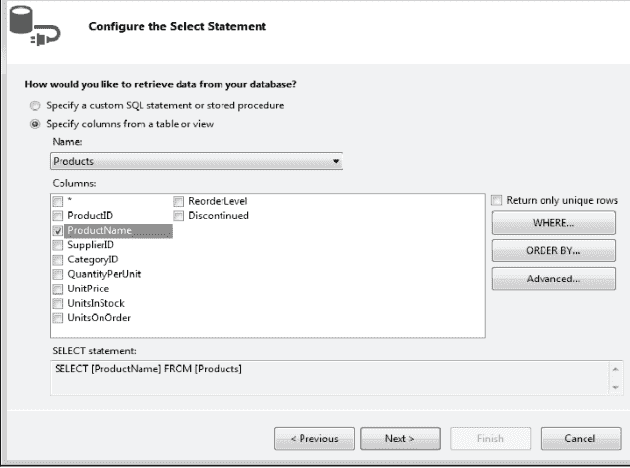 Configure the Select Statement
How would you like to retrieve data from your database?
Specify a custom SQL statement or stored procedure
Specify columns from a table or view
Name:
Products
Columns:
*
ProductID
ProductName
SupplierID
CategoryID
QuantityPerUnit
UnitPrice
UnitsInStock
UnitsOnOrder
ReorderLevel
Discontinued
Return only unique rows
WHERE...
ORDER BY...
Advanced...
SELECT statement:
SELECT [ProductName] FROM [Products]
< Previous
Next >
Finish
Cancel